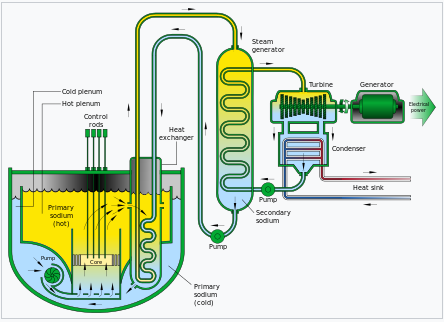 Steam
generator
Turbine
Generator
Electrical
power
Cold plenum
Hot plenum
Control
rods
Heat
exchanger
Condenser
Heat sink
Pump
Primary
sodium
(hot)
Secondary
sodium
Pump
Pump
Core
Primary
sodium
(cold)